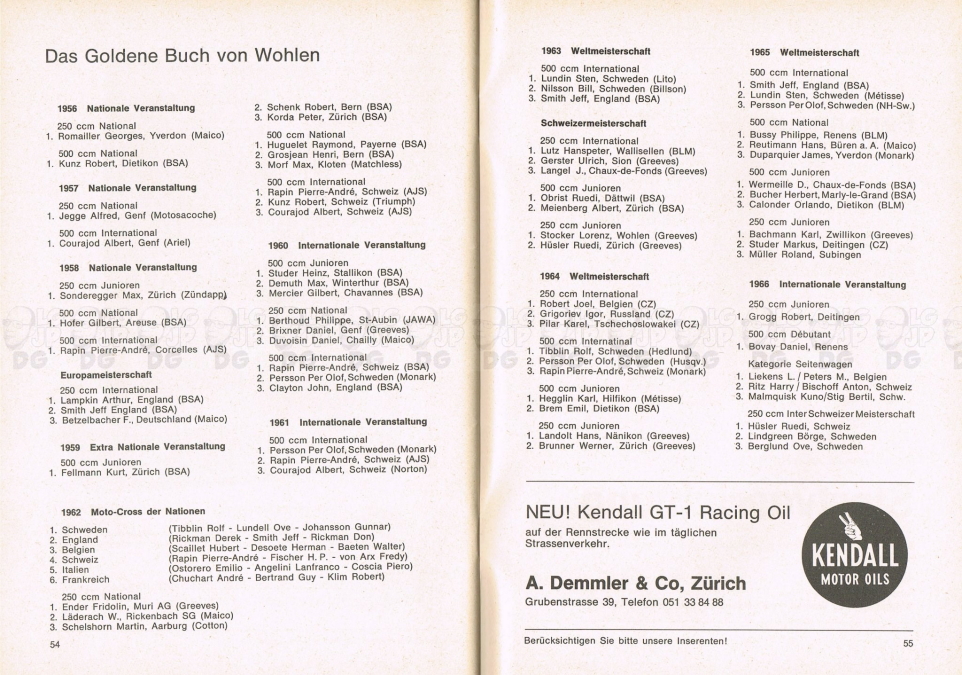 Das Goldene Buch von Wohlen
1956 Nationale Veranstaltung
250 ccm National
1. Romailler Georges, Yverdon (Maico)
500 ccm National
1. Kunz Robert, Dietikon (BSA)
1957 Nationale Veranstaltung
500 ccm National
1. Jegge Alfred, Genf (Motosacoche)
500 ccm International
1. Courajod Albert, Genf (Ariel)
1958 Nationale Veranstaltung
500 ccm Junioren
1. Sonderegger Max, Zürich (Zündapp)
500 ccm National
1. Hofer Gilbert, Areuse (BSA)
500 ccm International
1. Rapin Pierre-André, Corcelles (AJS)
Europameisterschaft
250 ccm International
1. Lampkin Arthur, England (BSA)
2. Smith Jeff England (BSA)
3. Betzelbacher F., Deutschland (Maico)
1959 Extra Nationale Veranstaltung
500 ccm Junioren
1. Fellmann Kurt, Zürich (BSA)
2. Schenk Robert, Bern (BSA)
3. Korda Peter, Zürich (BSA)
500 ccm National
1. Huguelet Raymond, Payerne (BSA)
2. Grosjean Henri, Bern (BSA)
3. Morf Max, Kloten (Matchless)
500 ccm International
1. Rapin Pierre-André, Schweiz (AJS)
2. Kunz Robert, Schweiz (Triumph)
3. Courajod Albert, Schweiz (AJS)
1960 Internationale Veranstaltung
500 ccm Junioren
1. Studer Heinz, Stallikon (BSA)
2. Demuth Max, Winterthur (BSA)
3. Mercier Gilbert, Chavannes (BSA)
250 ccm National
1. Berthoud Philippe, St-Aubin (JAWA)
2. Brixner Daniel, Genf (Greeves)
3. Duvoisin Daniel, Chailly (Maico)
500 ccm International
1. Rapin Pierre-André, Schweiz (BSA)
2. Persson Per Olof, Schweden (Monark)
3. Clayton John, England (BSA)
1961 Internationale Veranstaltung
500 ccm International
1. Persson Per Olof, Schweden (Monark)
2. Rapin Pierre-André, Schweiz (AJS)
3. Courajod Albert, Schweiz (Norton)
1962 Moto-Cross der Nationen
1. Schweden (Tibblin Rolf - Lundell Ove - Johansson Gunnar)
2. England (Rickman Derek - Smith Jeff - Rickman Don)
3. Belgien (Scaillet Hubert - Desoete Herman - Baeten Walter)
4. Schweiz (Rapin Pierre-André - Fischer H. P. - von Arx Fredy)
5. Italien (Ostorero Emilio - Angelini Lanfranco - Coscia Piero)
6. Frankreich (Chuchart André - Bertrand Guy - Klim Robert)
250 ccm National
1. Ender Fridolin, Muri AG (Greeves)
2. Läderach W., Rickenbach SG (Maico)
3. Schelshorn Martin, Aarburg (Cotton)
54
1963 Weltmeisterschaft
500 ccm International
1. Lundin Sten, Schweden (Lito)
2. Nilsson Bill, Schweden (Billson)
3. Smith Jeff, England (BSA)
Schweizermeisterschaft
250 ccm International
1. Lutz Hanspeter, Wallisellen (BLM)
2. Gerster Ulrich, Sion (Greeves)
3. Langel J., Chaux-de-Fonds (Greeves)
500 ccm Junioren
1. Obrist Ruedi, Dättwil (BSA)
2. Meienberg Albert, Zürich (BSA)
250 ccm Junioren
1. Stocker Lorenz, Wohlen (Greeves)
2. Hüsler Ruedi, Zürich (Greeves)
1964 Weltmeisterschaft
250 ccm International
1. Robert Joel, Belgien (CZ)
2. Grigoriev Igor, Russland (CZ)
3. Pilar Karel, Tschechoslowakei (CZ)
500 ccm Internatinal
1. Tibblin Rolf, Schweden (Hedlund)
2. Persson Per Olof, Schweden (Husqv.)
3. Rapin Pierre-André, Schweiz (Monark)
500 ccm Junioren
1. Hegglin Karl, Hilfikon (Métisse)
2. Brem Emil, Dietikon (BSA)
250 ccm Junioren
1. Landolt Hans, Nänikon (Greeves)
2. Brunner Werner, Zürich (Greeves)
1965 Weltmeisterschaft
500 ccm International
1. Smith Jeff, England (BSA)
2. Lundin Sten, Schweden (Métisse)
3. Persson Per Olof, Schweden (NH-Sw.)
500 ccm National
1. Bussy Philippe, Renens (BLM)
2. Reutimann Hans, Büren a. A. (Maico)
3. Duparquier James, Yverdon (Monark)
500 ccm Junioren
1. Wermeille D., Chaux-de-Fonds (BSA)
2. Bucher Herbert, Marly-le-Grand (BSA)
3. Calonder Orlando, Dietikon (BLM)
250 ccm Junioren
1. Bachmann Karl, Zwillikon (Greeves)
2. Studer Markus, Deitingen (CZ)
3. Müller Roland, Subingen
1966 Internationale Veranstaltung
250 ccm Junioren
1. Grogg Robert, Deitingen
500 ccm Débutant
1. Bovay Daniel, Renens
Kategorie Seitenwagen
1. Liekens L. / Peters M., Belgien
2. Ritz Harry / Bischoff Anton, Schweiz
3. Malmquisk Kuno/Stig Bertil, Schw.
250 ccm Inter Schweizer Meisterschaft
1. Hüsler Ruedi, Schweiz
2. Lindgreen Börge, Schweden
3. Berglund Ove, Schweden
NEU! Kendall GT-1 Racing Oil
auf der Rennstrecke wie im täglichen
Strassenverkehr.
A. Demmler & Co, Zürich
Grubenstrasse 39, Telefon 051 33 84 88
KENDALL
MOTOR OILS
Berücksichtigen Sie bitte unsere Inserenten!
55